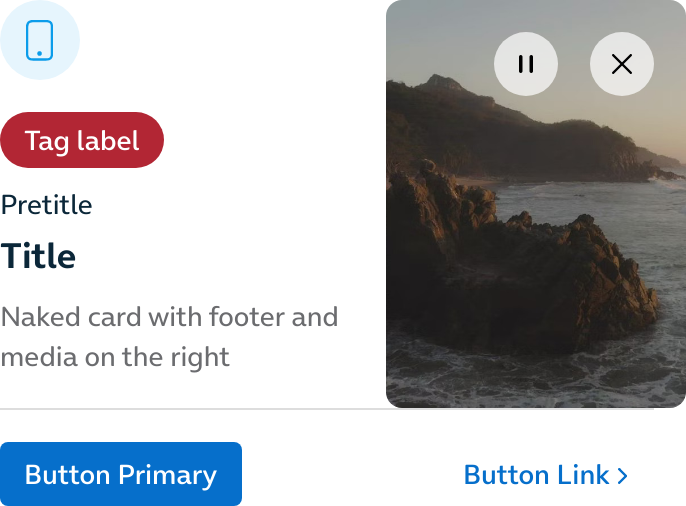 Tag label
Pretitle
Title
Naked card with footer and
media on the right
Button Primary
Button Link